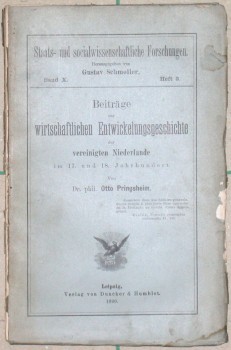 Staats- und socialwissenschaftliche Forschungen.
Herausgegeben von
Gustav Schmoller.
Band X.
Heft 3.
Beiträge
zur
wirtschaftlichen Entwickelungsgeschichte
der
vereinigten Niederlande
im 17. und 18. Jahrhundert
Von
Dr. phil. Otto Pringsheim.
Leipzig,
Verlag von Duncker & Humblot.
1890.